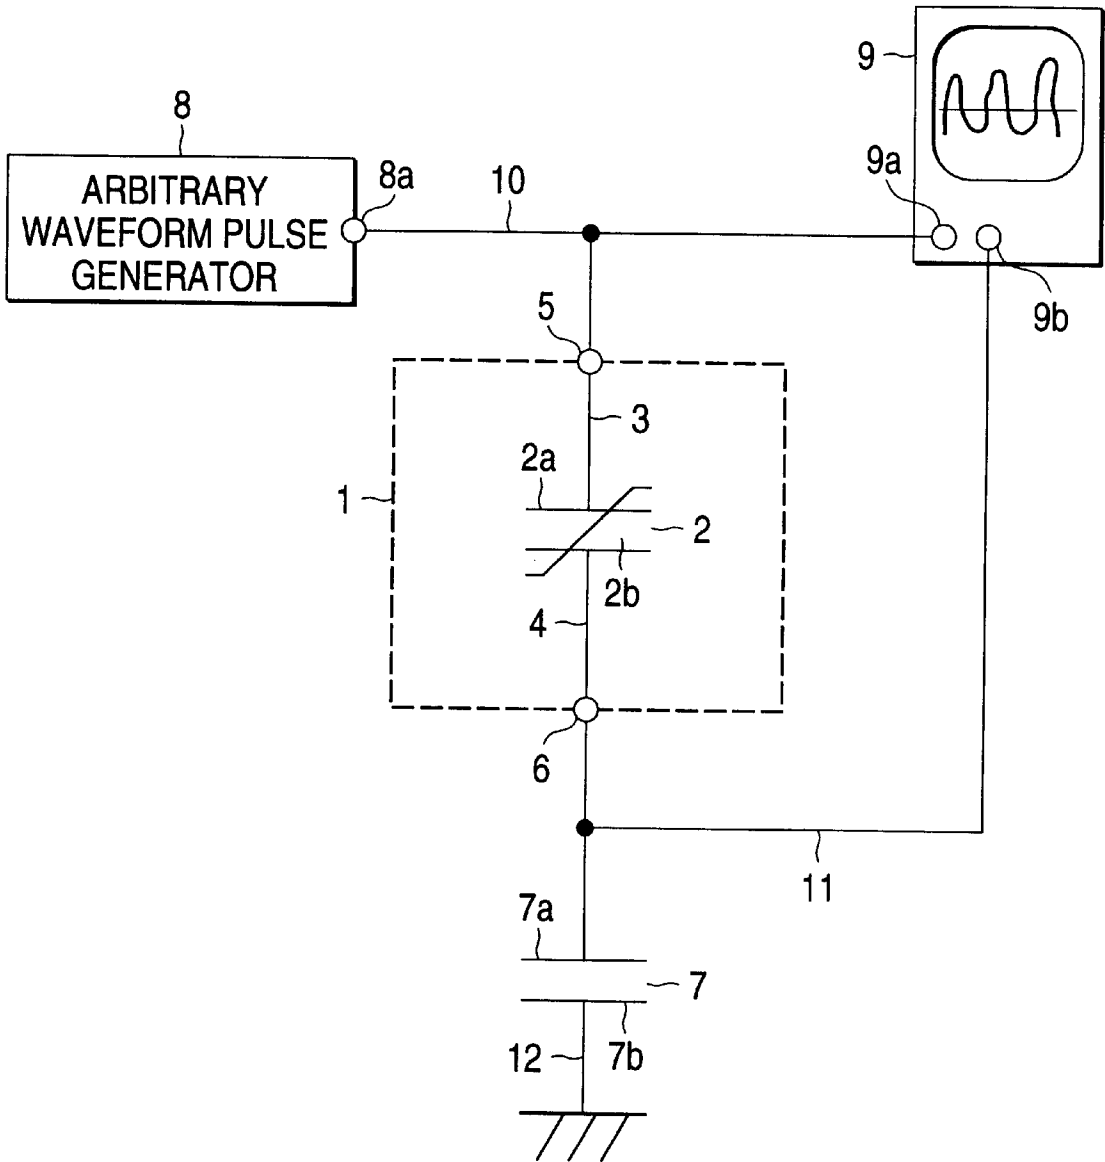 9
8
9a
8a
10
ARBITRARY
WAVEFORM PULSE
GENERATOR
9b
5
3
2a
1
2
2b
4
6
11
7a
7
12
7b